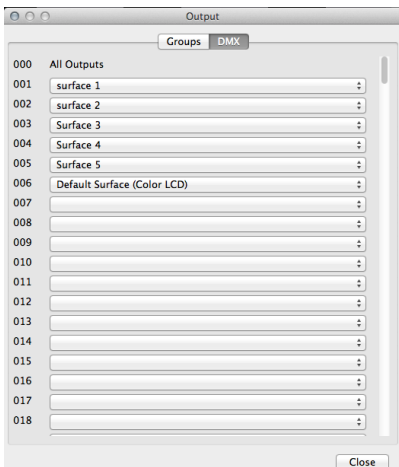 Output
Groups DMX
000 All Outputs
001 surface 1
002 surface 2
003 Surface 3
004 Surface 4
005 Surface 5
006 Default Surface (Color LCD)
007
008
009
010
011
012
013
014
015
016
017
018
Close